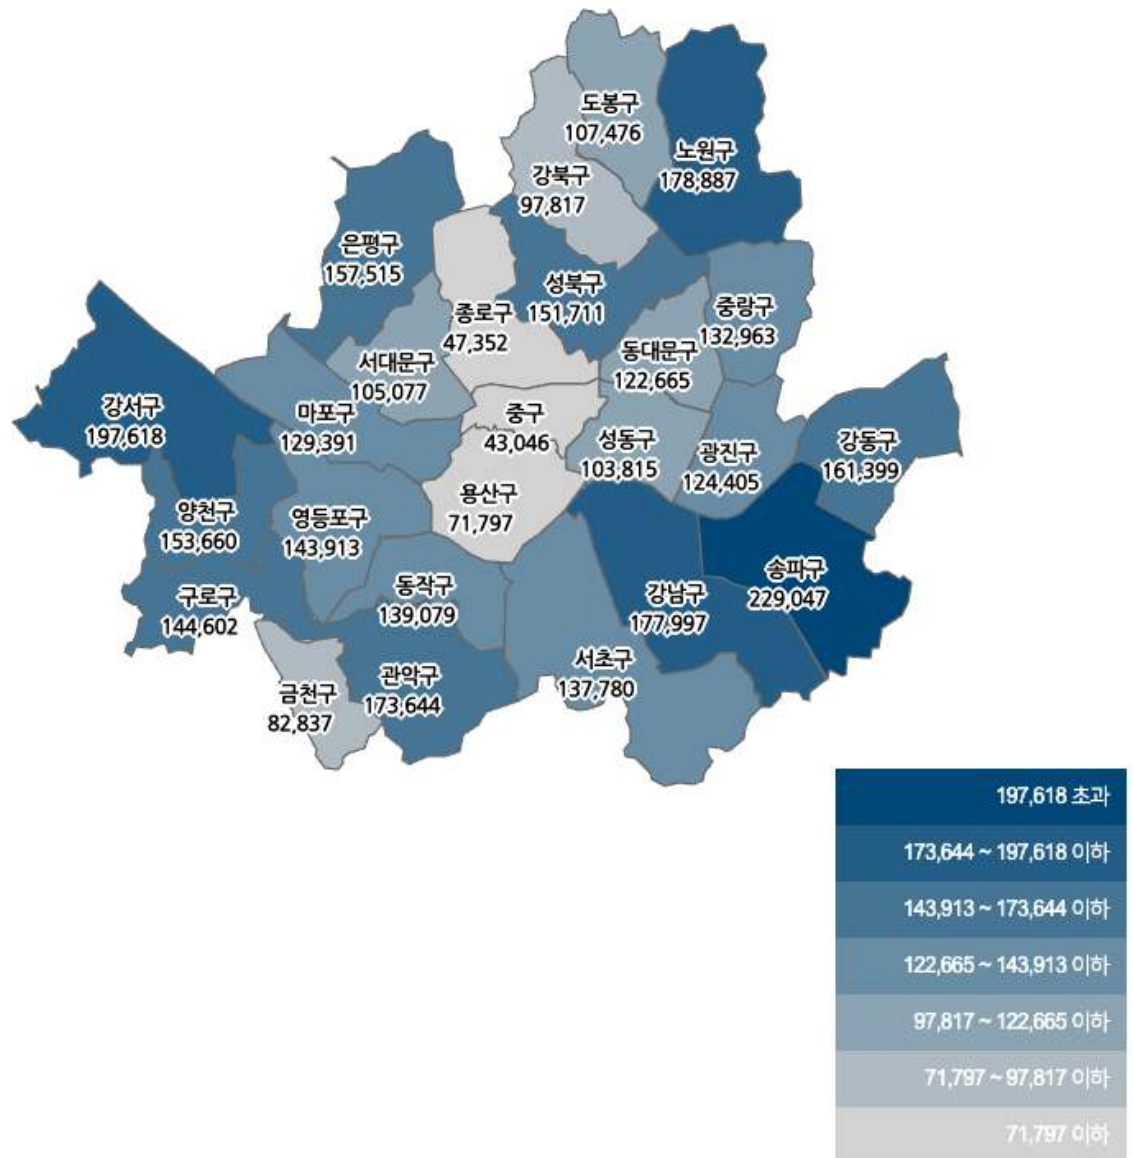 도봉구
107,476
노원구
178,887
강북구
97,817
은평구
157,515
성북구
151,711
종로구
47,352
중랑구
132,963
동대문구
122,665
서대문구
105,077
강서구
197,618
마포구
129,391
중구
43,046
성동구
103,815
광진구
124,405
강동구
161,399
양천구
153,660
영등포구
143,913
용산구
71,797
송파구
229,047
구로구
144,602
동작구
139,079
강남구
177,997
서초구
137,780
관악구
173,644
금천구
82,837
197,618 초과
173,644 ~ 197,618 이하
143,913 ~ 173,644 이하
122,665 ~ 143,913 이하
97,817 ~ 122,665 이하
71,797 ~ 97,817 이하
71,797 이하